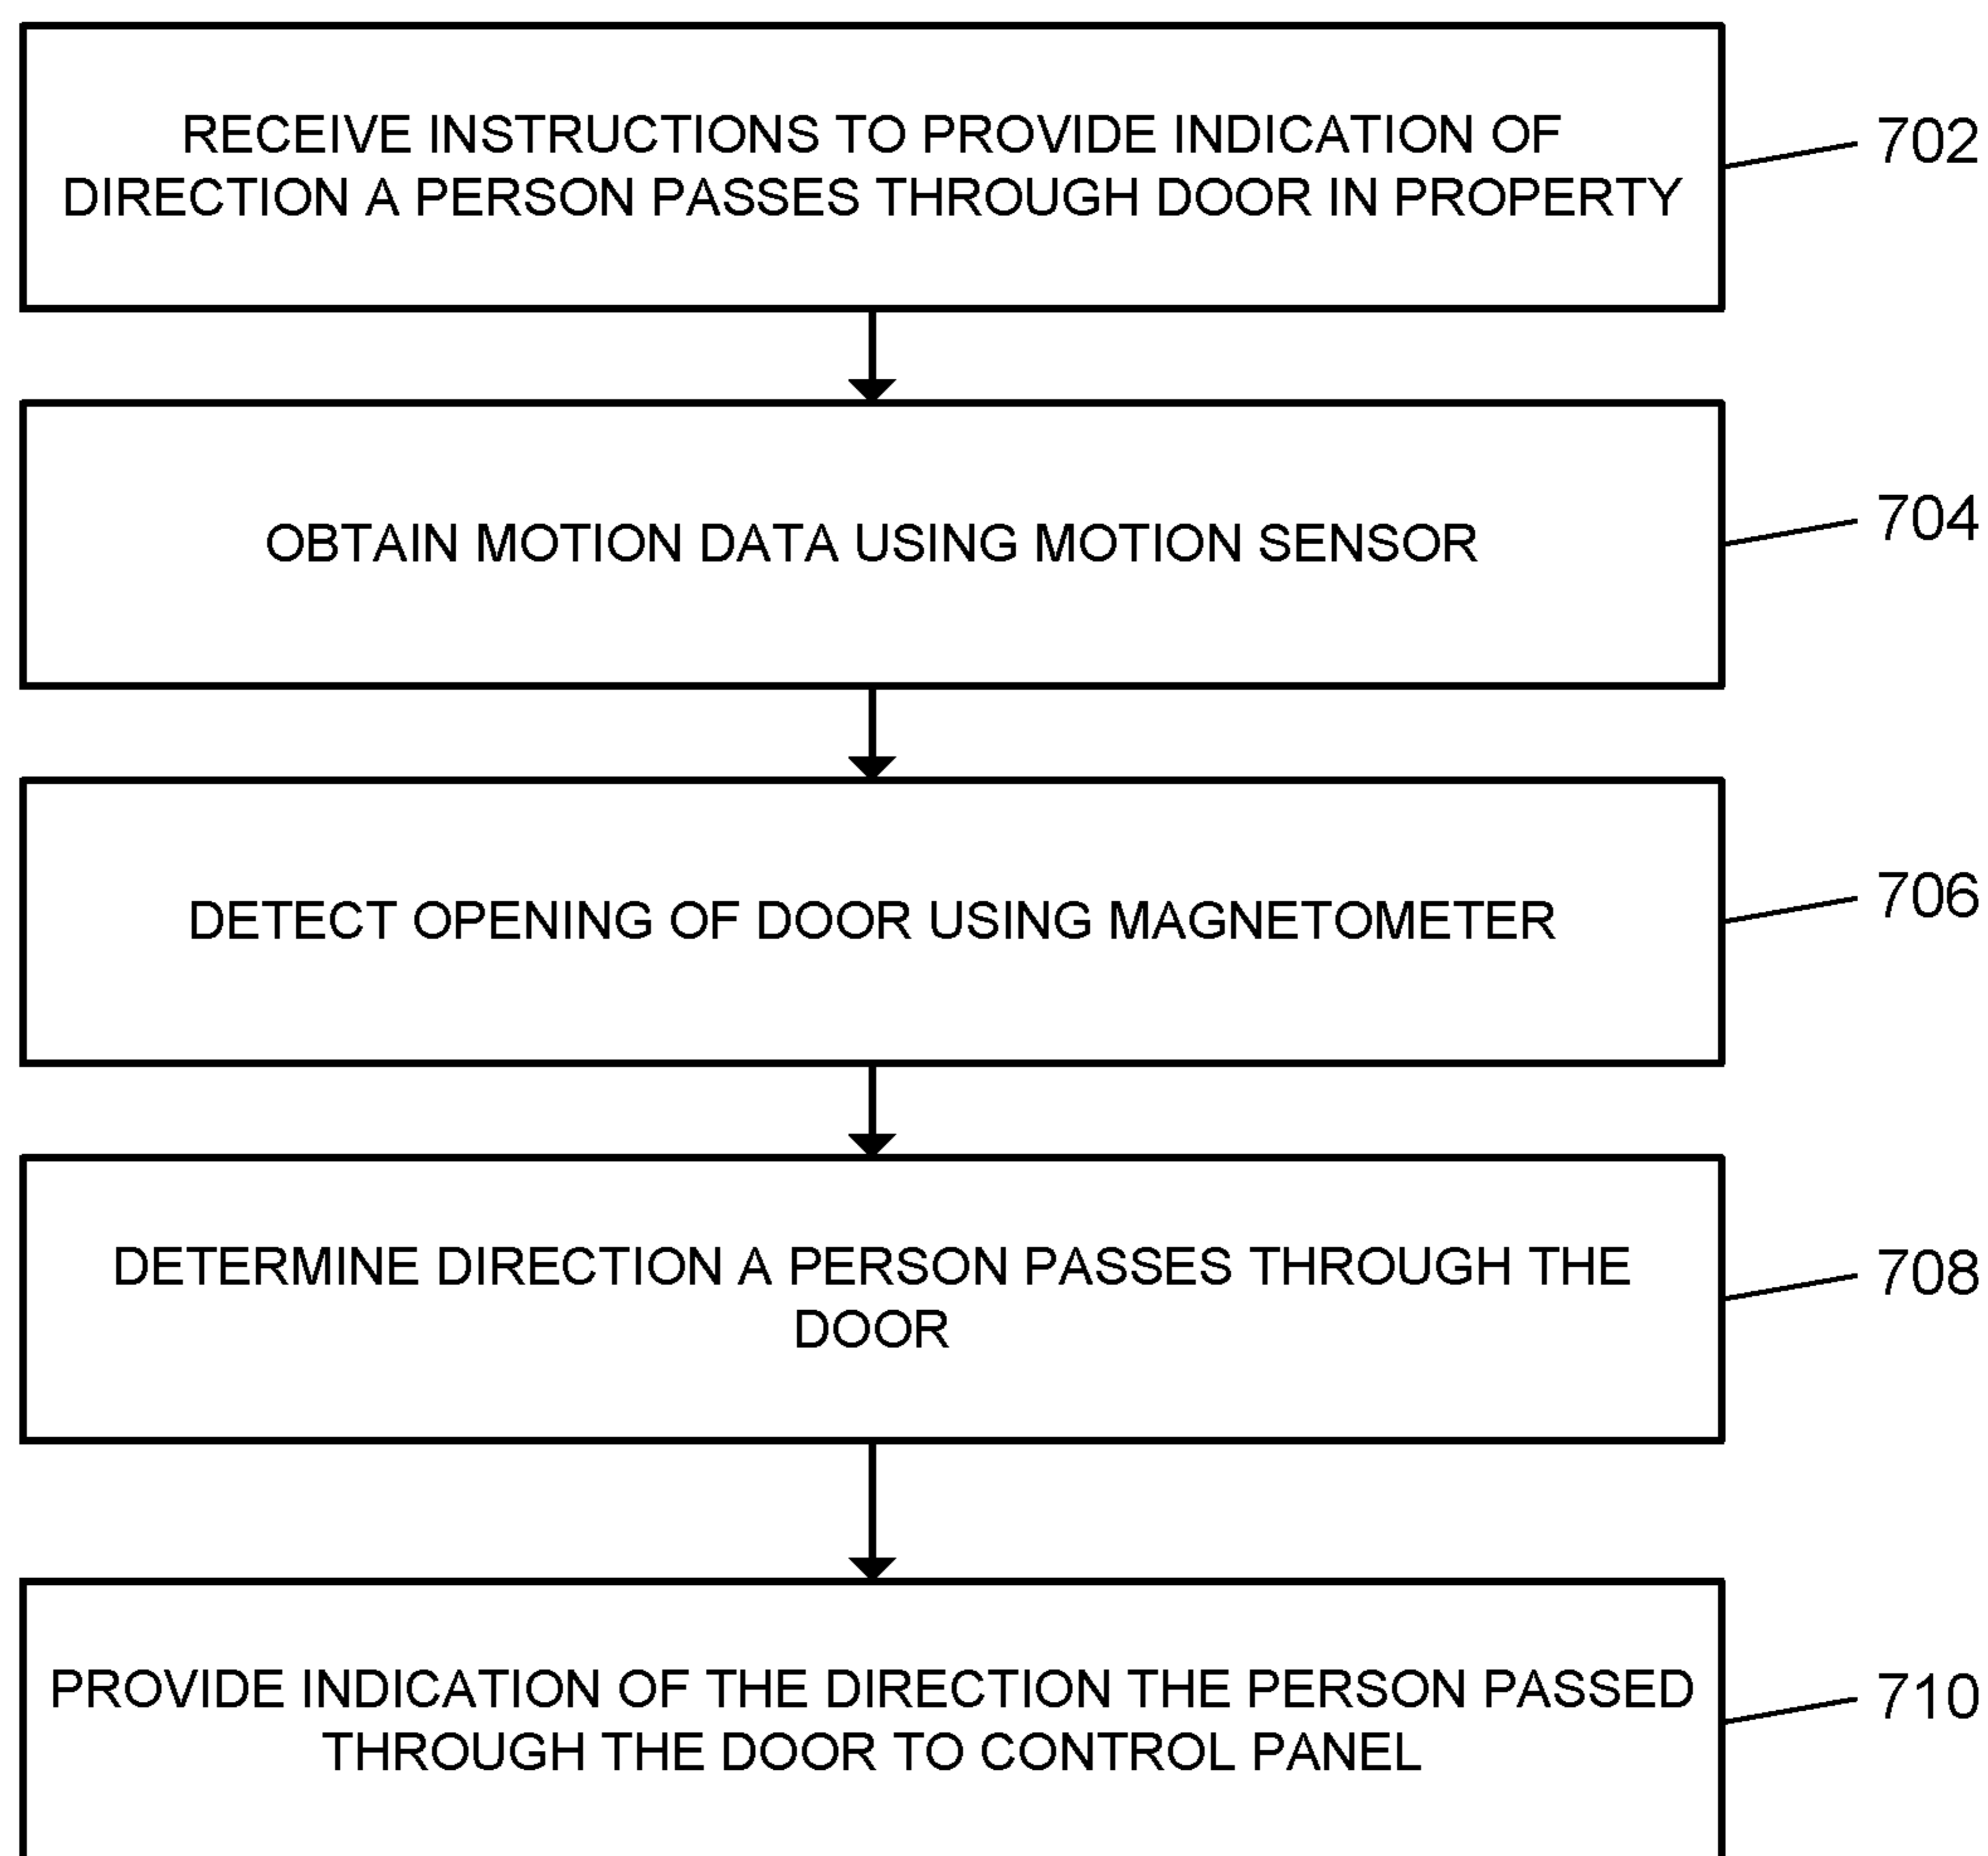 RECEIVE INSTRUCTIONS TO PROVIDE INDICATION OF
DIRECTION A PERSON PASSES THROUGH DOOR IN PROPERTY
702
OBTAIN MOTION DATA USING MOTION SENSOR
704
DETECT OPENING OF DOOR USING MAGNETOMETER
706
DETERMINE DIRECTION A PERSON PASSES THROUGH THE
DOOR
708
PROVIDE INDICATION OF THE DIRECTION THE PERSON PASSED
THROUGH THE DOOR TO CONTROL PANEL
710